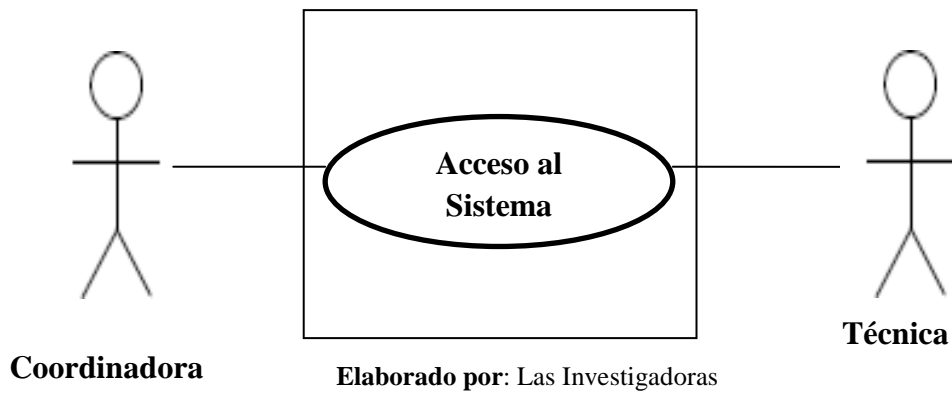 Acceso al
Sistema
Técnica
Coordinadora
Elaborado por: Las Investigadoras